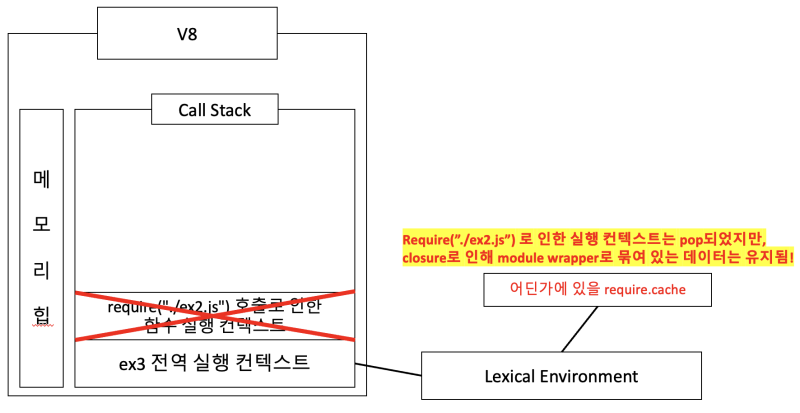 V8
Call Stack
메
모
리
힙
Require(”./ex2.js”) 로 인한 실행 컨텍스트는 pop되었지만,
closure로 인해 module wrapper로 묶여 있는 데이터는 유지됨!
어딘가에 있을 require.cache
require("./ex2.js") 호출로 인한
함수 실행 컨텍스트
ex3 전역 실행 컨텍스트
Lexical Environment